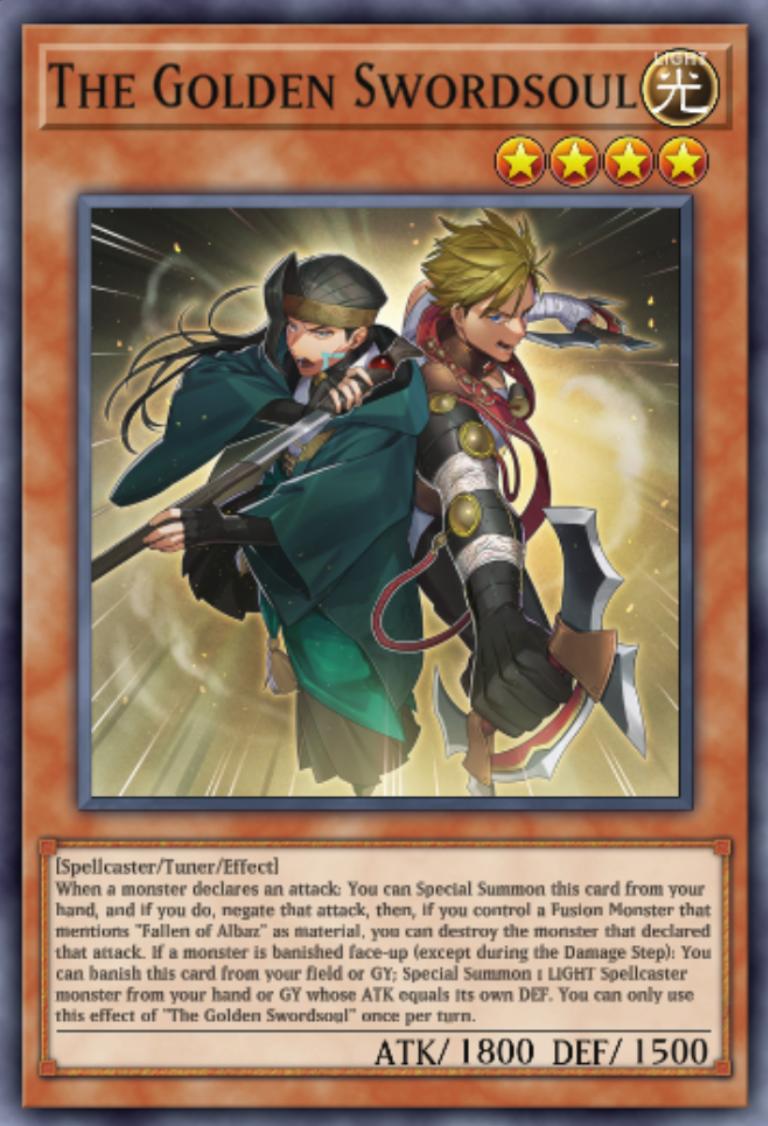 The Golden Swordsoul
LIGHT
光
[Spellcaster/Tuner/Effect]
When a monster declares an attack: You can Special Summon this card from your
hand, and if you do, negate that attack, then, if you control a Fusion Monster that
mentions "Fallen of Albaz" as material, you can destroy the monster that declared
that attack. If a monster is banished face-up (except during the Damage Step): You
can banish this card from your field or GY; Special Summon 1 LIGHT Spellcaster
monster from your hand or GY whose ATK equals its own DEF. You can only use
this effect of "The Golden Swordsoul" once per turn.
ATK/ 1800 DEF/ 1500